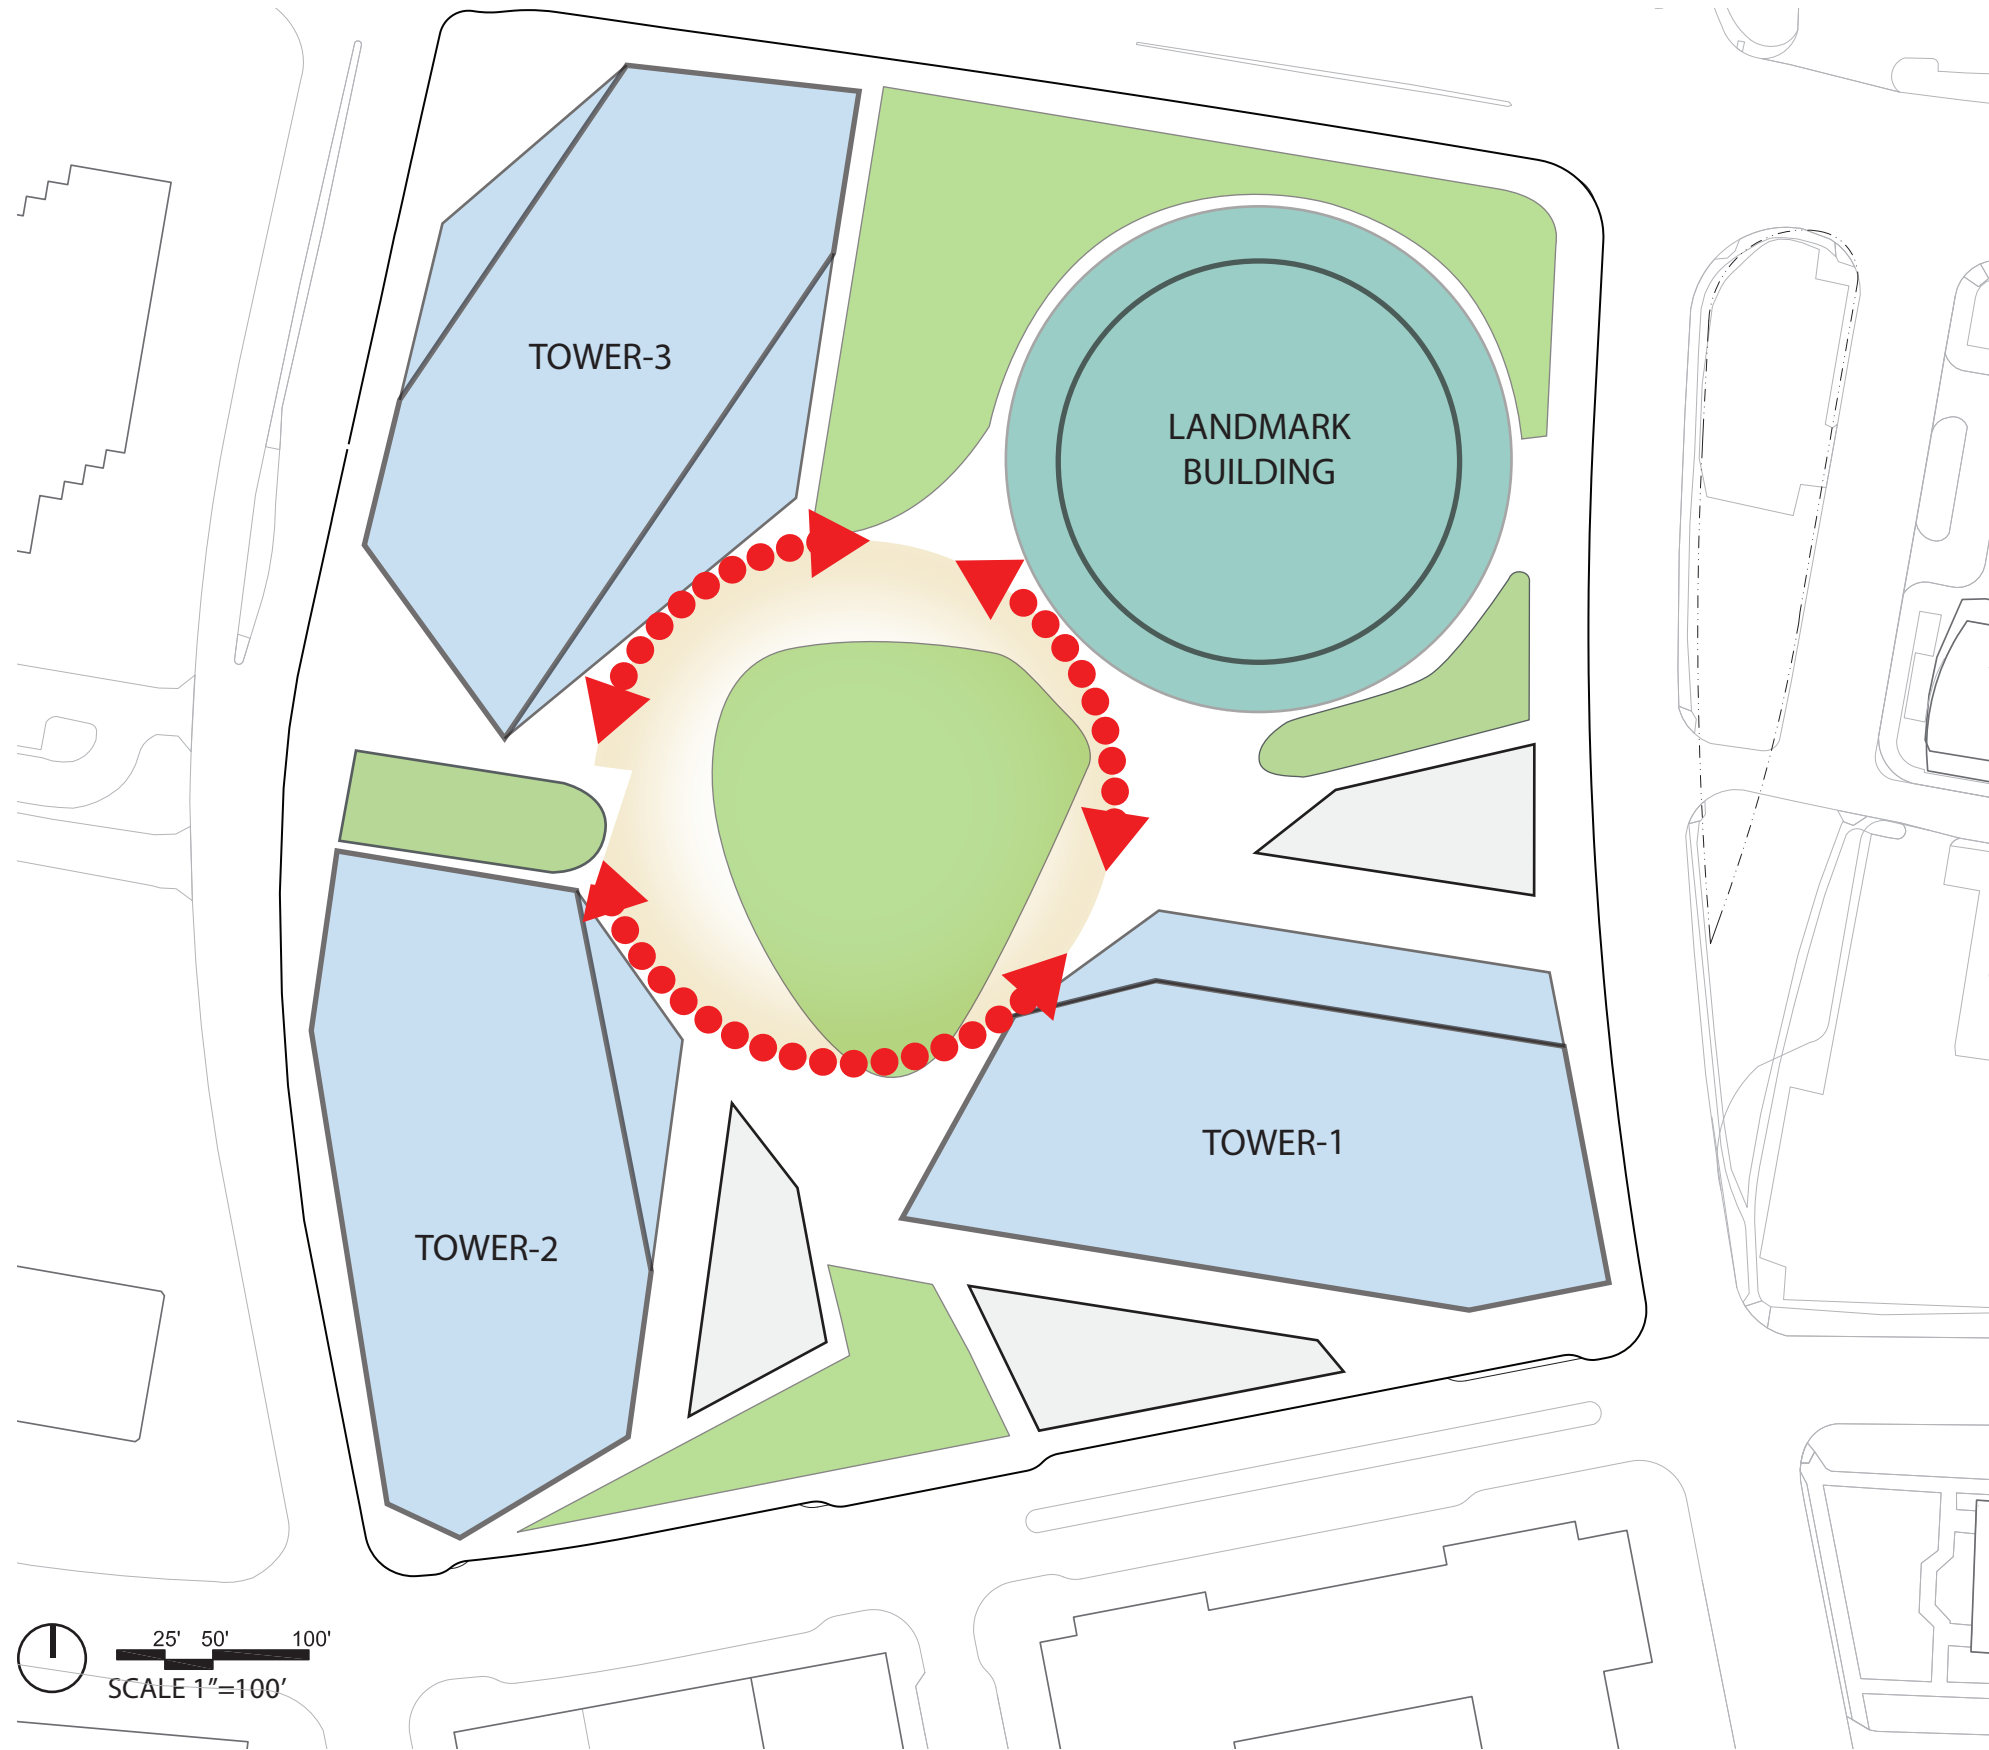 TOWER-3
LANDMARK
BUILDING
TOWER-1
TOWER-2
25' 50' 100'
SCALE 1″=100′